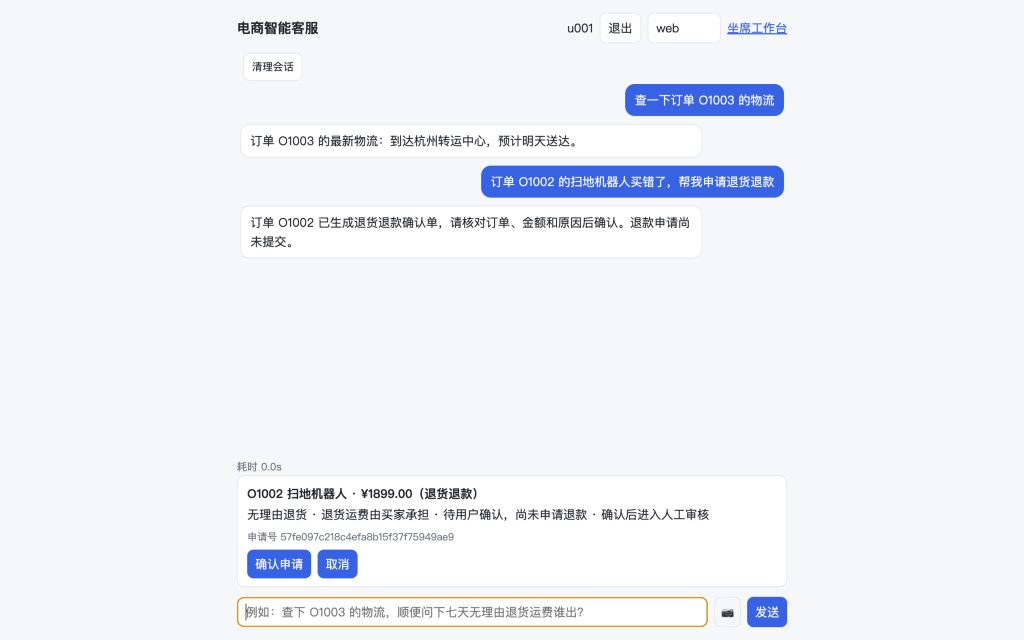 电商智能客服
u001 退出 web 坐席工作台
清理会话
查一下订单 O1003 的物流
订单 O1003 的最新物流：到达杭州转运中心，预计明天送达。
订单 O1002 的扫地机器人买错了，帮我申请退货退款
订单 O1002 已生成退货退款确认单，请核对订单、金额和原因后确认。退款申请尚
未提交。
耗时 0.0s
O1002 扫地机器人 · ¥1899.00（退货退款）
无理由退货 · 退货运费由买家承担 · 待用户确认，尚未申请退款 · 确认后进入人工审核
申请号 57fe097c218c4efa8b15f37f75949ae9
确认申请 取消
例如：查下 O1003 的物流，顺便问下七天无理由退货运费谁出？
发送